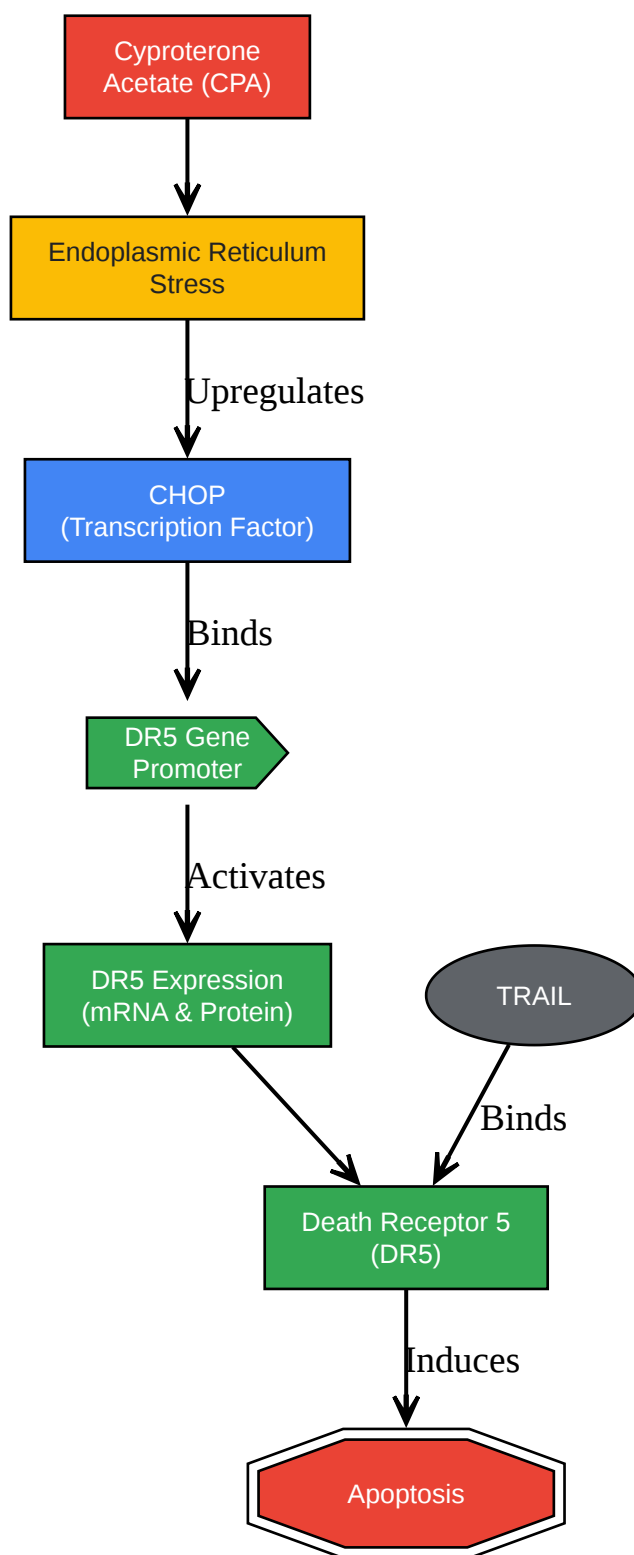 Cyproterone
Acetate (CPA)
Endoplasmic Reticulum
Stress
Upregulates
CHOP
(Transcription Factor)
Binds
DR5 Gene
Promoter
Activates
DR5 Expression
(mRNA & Protein)
TRAIL
Binds
Death Receptor 5
(DR5)
Induces
Apoptosis